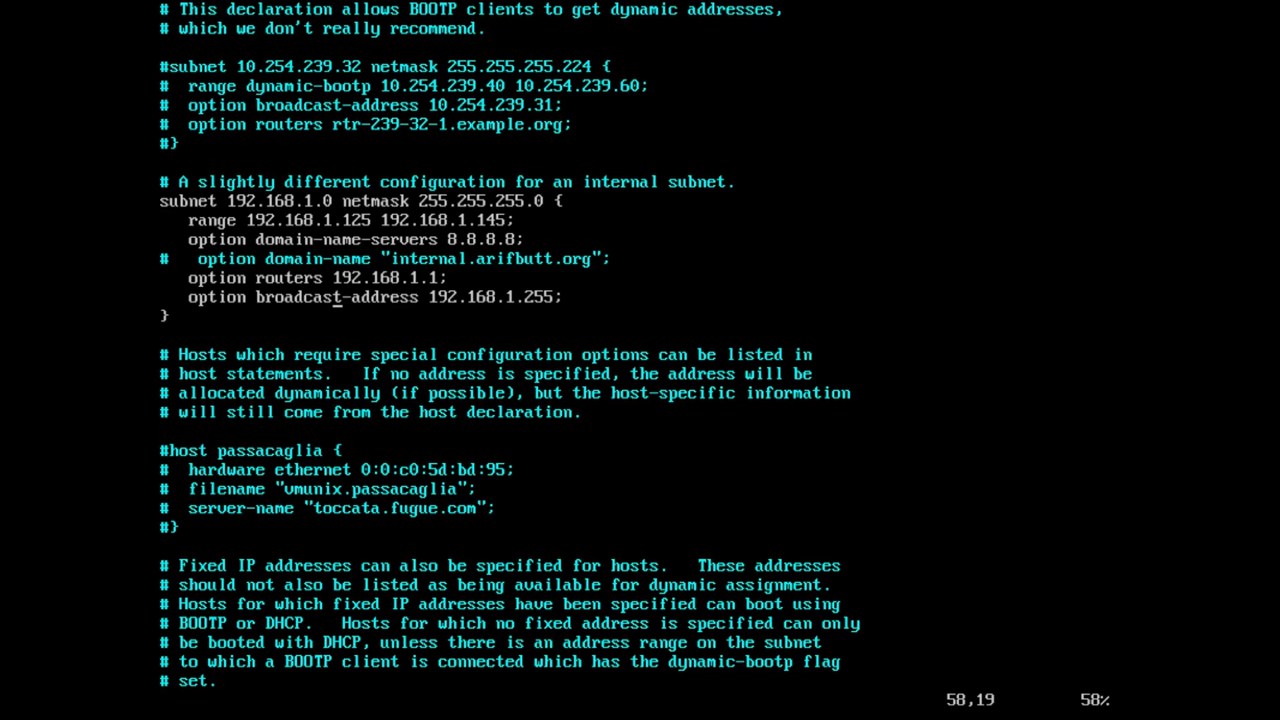 # This declaration allows BOOTP clients to get dynamic addresses,
# which we don't really recommend.
#subnet 10.254.239.32 netmask 255.255.255.224 {
#  range dynamic-bootp 10.254.239.40 10.254.239.60;
#  option broadcast-address 10.254.239.31;
#  option routers rtr-239-32-1.example.org;
#}
# A slightly different configuration for an internal subnet.
subnet 192.168.1.0 netmask 255.255.255.0 {
   range 192.168.1.125 192.168.1.145;
   option domain-name-servers 8.8.8.8;
#   option domain-name "internal.arifbutt.org";
   option routers 192.168.1.1;
   option broadcast-address 192.168.1.255;
}
# Hosts which require special configuration options can be listed in
# host statements.   If no address is specified, the address will be
# allocated dynamically (if possible), but the host-specific information
# will still come from the host declaration.
#host passacaglia {
#  hardware ethernet 0:0:c0:5d:bd:95;
#  filename "vmunix.passacaglia";
#  server-name "toccata.fugue.com";
#}
# Fixed IP addresses can also be specified for hosts.   These addresses
# should not also be listed as being available for dynamic assignment.
# Hosts for which fixed IP addresses have been specified can boot using
# BOOTP or DHCP.   Hosts for which no fixed address is specified can only
# be booted with DHCP, unless there is an address range on the subnet
# to which a BOOTP client is connected which has the dynamic-bootp flag
# set.
58,19 58%